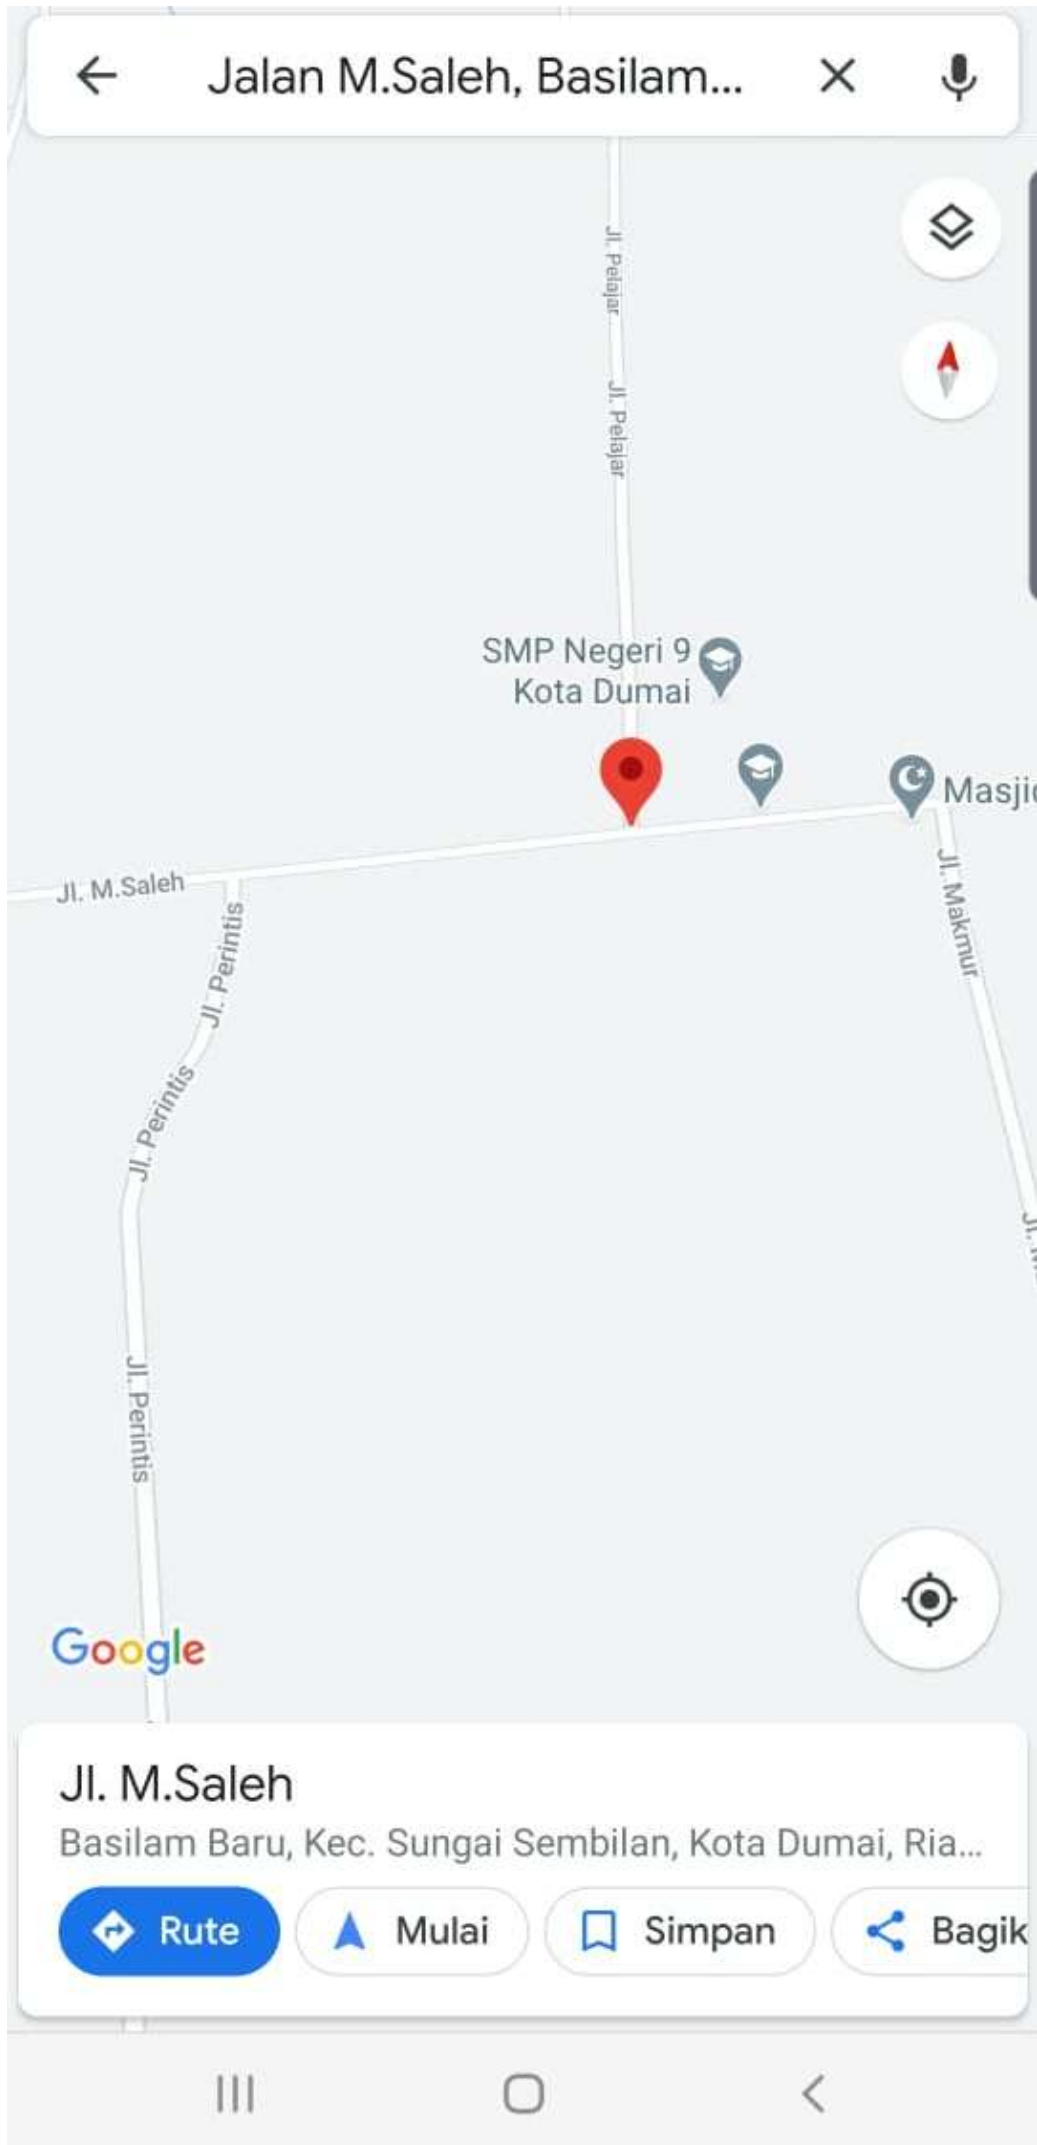 Jalan M.Saleh, Basilam...
Jl. Pelajar
Jl. Pelajar
SMP Negeri 9
Kota Dumai
Masjid
Jl. M.Saleh
Jl. Perintis
Jl. Makmur
Jl. Perintis
Jl. Perintis
Google
Jl. M.Saleh
Basilam Baru, Kec. Sungai Sembilan, Kota Dumai, Ria...
Rute
Mulai
Simpan
Bagik